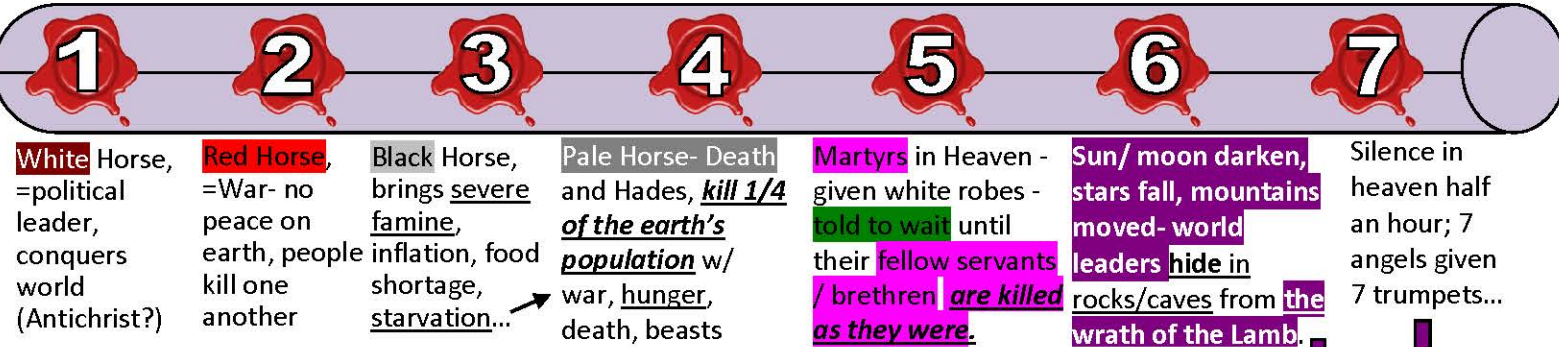 1 2 3 4 5 6 7
White Horse,
=political
leader,
conquers
world
(Antichrist?)
Red Horse,
=War- no
peace on
earth, people
kill one
another
Black Horse,
brings severe
famine,
inflation, food
shortage,
starvation...
Pale Horse- Death
and Hades, kill 1/4
of the earth's
population w/
war, hunger,
death, beasts
Martyrs in Heaven -
given white robes -
told to wait until
their fellow servants
/ brethren are killed
as they were.
Sun/ moon darken,
stars fall, mountains
moved- world
leaders hide in
rocks/caves from the
wrath of the Lamb.
Silence in
heaven half
an hour; 7
angels given
7 trumpets...